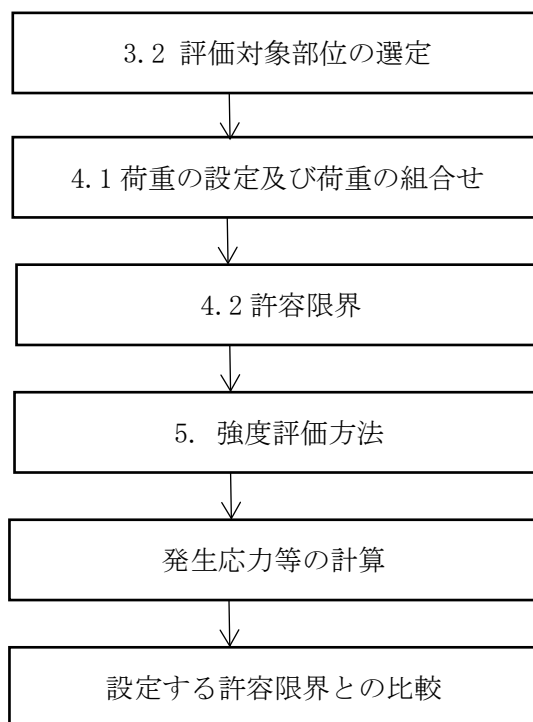 3.2 評価対象部位の選定
4.1 荷重の設定及び荷重の組合せ
4.2 許容限界
5. 強度評価方法
発生応力等の計算
設定する許容限界との比較